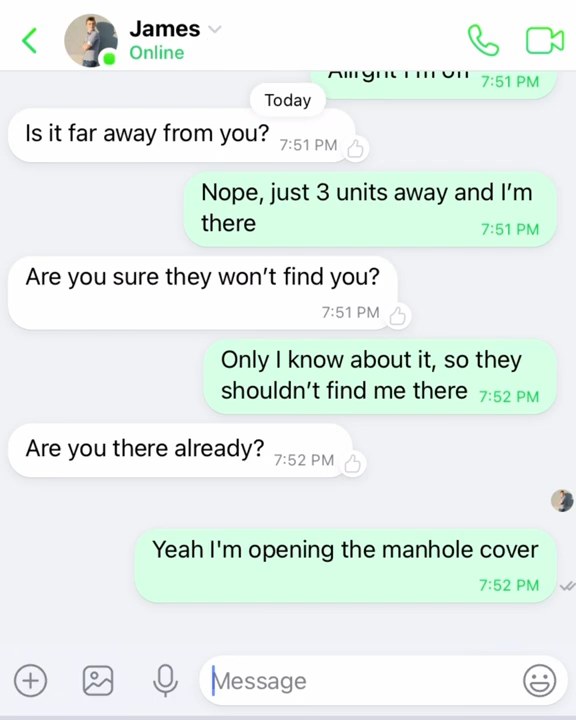 James
Online
7:51 PM
Today
Is it far away from you? 7:51 PM
Nope, just 3 units away and I’m
there 7:51 PM
Are you sure they won’t find you?
7:51 PM
Only I know about it, so they
shouldn’t find me there 7:52 PM
Are you there already? 7:52 PM
Yeah I'm opening the manhole cover
7:52 PM
Message